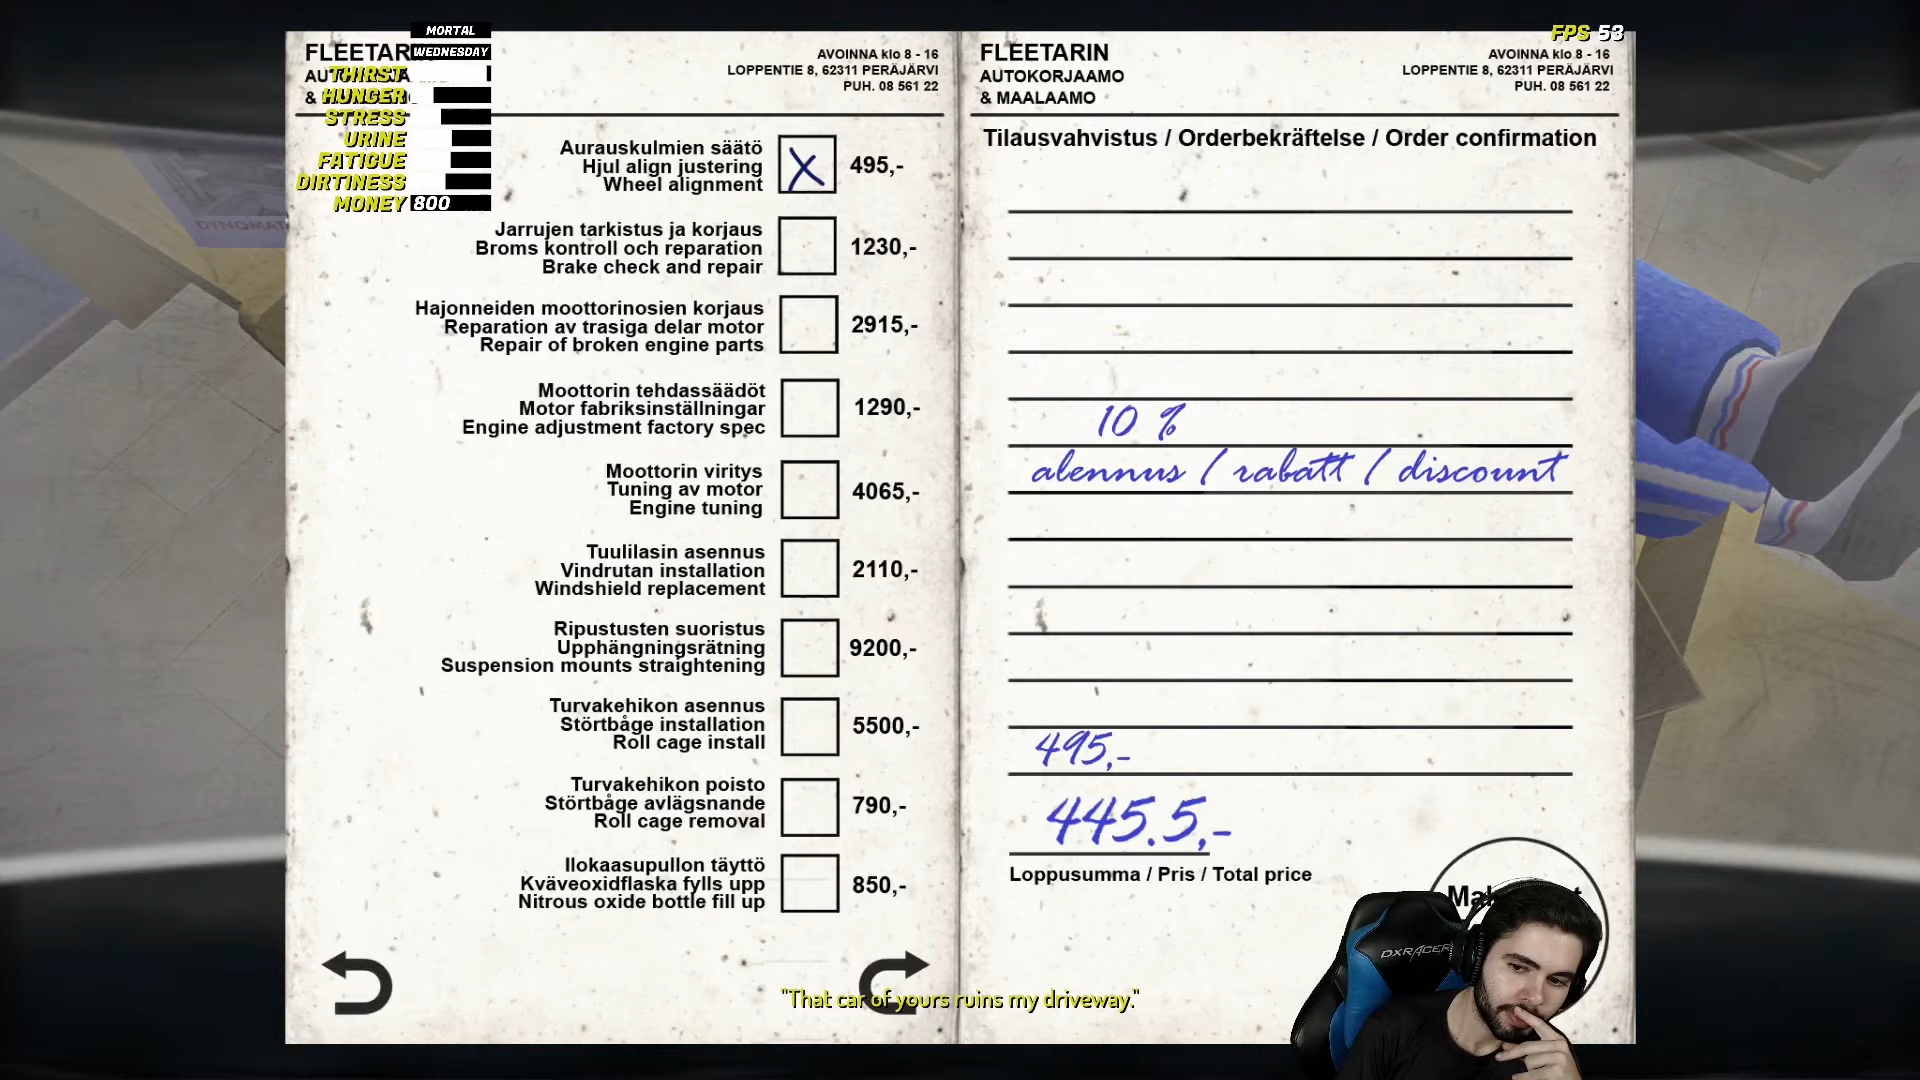 MORTAL
WEDNESDAY
THIRST
HUNGER
STRESS
URINE
FATIGUE
DIRTINESS
MONEY 800
FPS 53
AVOINNA klo 8 - 16
LOPPENTIE 8, 62311 PERÄJÄRVI
PUH. 08 561 22
Aurauskulmien säätö
Hjul align justering
Wheel alignment
X 495,-
Jarrujen tarkistus ja korjaus
Broms kontroll och reparation
Brake check and repair
1230,-
Hajonneiden moottorinosien korjaus
Reparation av trasiga delar motor
Repair of broken engine parts
2915,-
Moottorin tehdassäädöt
Motor fabriksinställningar
Engine adjustment factory spec
1290,-
Moottorin viritys
Tuning av motor
Engine tuning
4065,-
Tuulilasin asennus
Vindrutan installation
Windshield replacement
2110,-
Ripustusten suoristus
Upphängningsrätning
Suspension mounts straightening
9200,-
Turvakehikon asennus
Störtbåge installation
Roll cage install
5500,-
Turvakehikon poisto
Störtbåge avlägsnande
Roll cage removal
790,-
Ilokaasupullon täyttö
Kväveoxidflaska fylls upp
Nitrous oxide bottle fill up
850,-
FLEETARIN
AUTOKORJAAMO
& MAALAAMO
AVOINNA klo 8 - 16
LOPPENTIE 8, 62311 PERÄJÄRVI
PUH. 08 561 22
Tilausvahvistus / Orderbekräftelse / Order confirmation
10 %
alennus / rabatt / discount
495,-
445.5,-
Loppusumma / Pris / Total price
"That car of yours ruins my driveway."
DXRACER